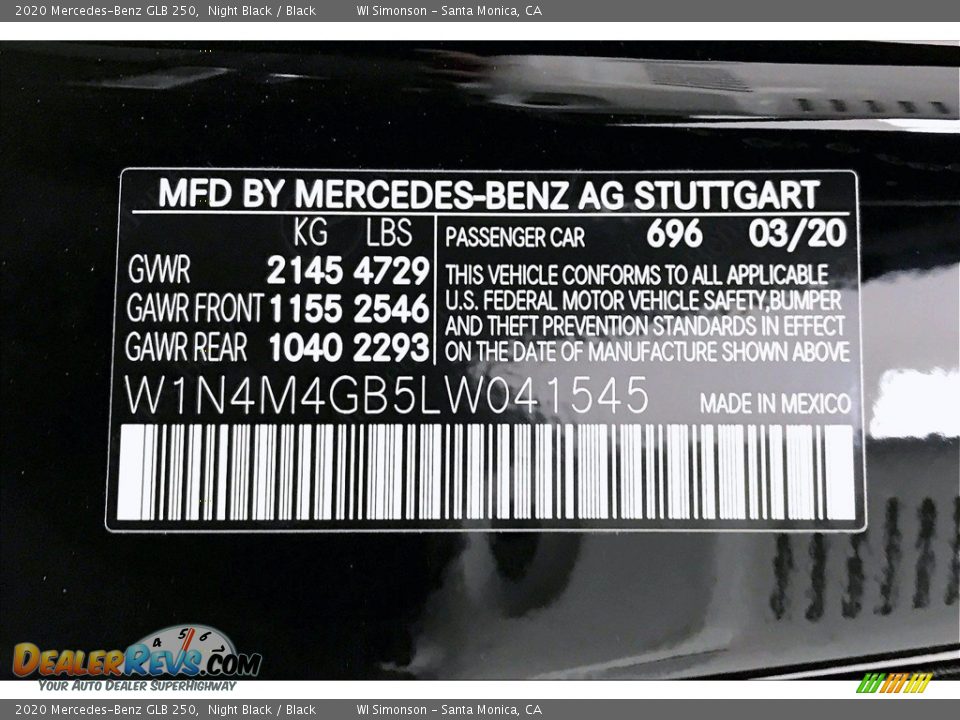 2020 Mercedes-Benz GLB 250, Night Black / Black WI Simonson - Santa Monica, CA
MFD BY MERCEDES-BENZ AG STUTTGART
KG LBS
GVWR 2145 4729
GAWR FRONT 1155 2546
GAWR REAR 1040 2293
PASSENGER CAR 696 03/20
THIS VEHICLE CONFORMS TO ALL APPLICABLE
U.S. FEDERAL MOTOR VEHICLE SAFETY,BUMPER
AND THEFT PREVENTION STANDARDS IN EFFECT
ON THE DATE OF MANUFACTURE SHOWN ABOVE
W1N4M4GB5LW041545 MADE IN MEXICO
4 5 6
DEALERREVS.COM
YOUR AUTO DEALER SUPERHIGHWAY
2020 Mercedes-Benz GLB 250, Night Black / Black WI Simonson - Santa Monica, CA